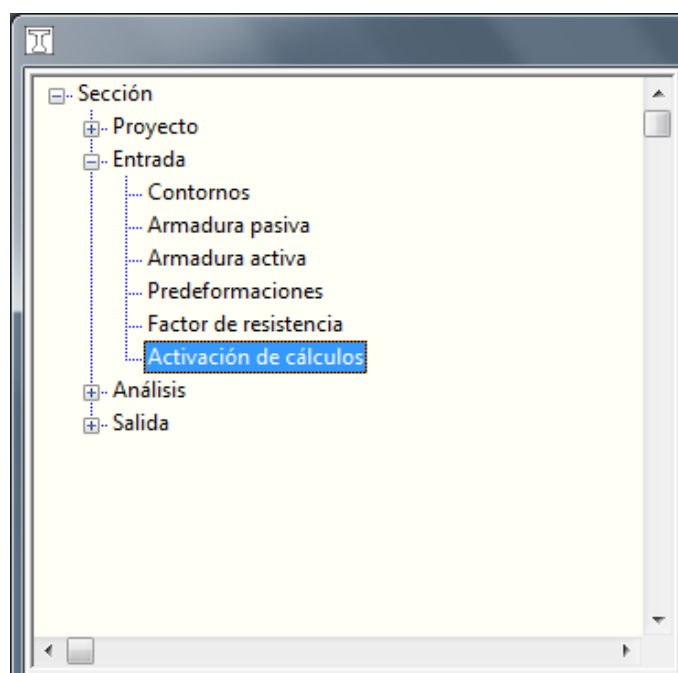 Sección
Proyecto
Entrada
Contornos
Armadura pasiva
Armadura activa
Predeformaciones
Factor de resistencia
Activación de cálculos
Análisis
Salida